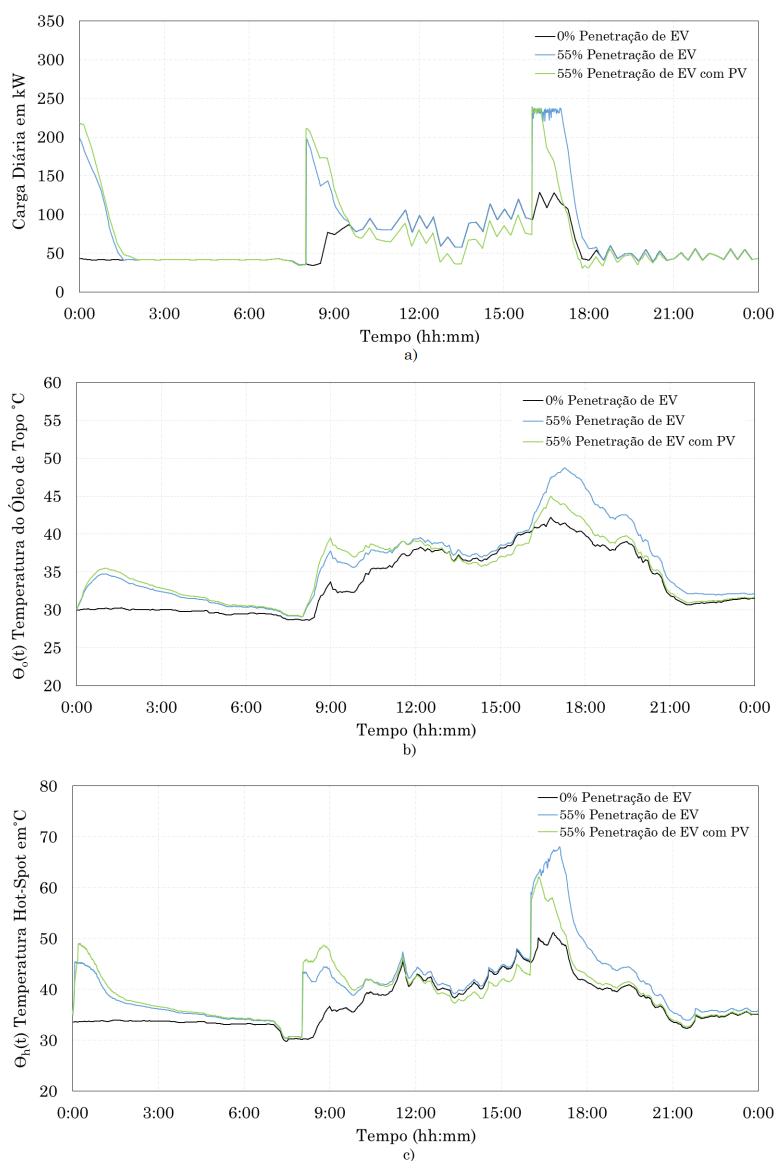 350
300
250
200
150
100
50
0
Carga Diária em kW
0% Penetração de EV
55% Penetração de EV
55% Penetração de EV com PV
0:00 3:00 6:00 9:00 12:00 15:00 18:00 21:00 0:00
Tempo (hh:mm)
a)
60
55
50
45
40
35
30
25
20
Ɵo(t) Temperatura do Óleo de Topo ˚C
0% Penetração de EV
55% Penetração de EV
55% Penetração de EV com PV
0:00 3:00 6:00 9:00 12:00 15:00 18:00 21:00 0:00
Tempo (hh:mm)
b)
80
70
60
50
40
30
20
Ɵh(t) Temperatura Hot-Spot em˚C
0% Penetração de EV
55% Penetração de EV
55% Penetração de EV com PV
0:00 3:00 6:00 9:00 12:00 15:00 18:00 21:00 0:00
Tempo (hh:mm)
c)